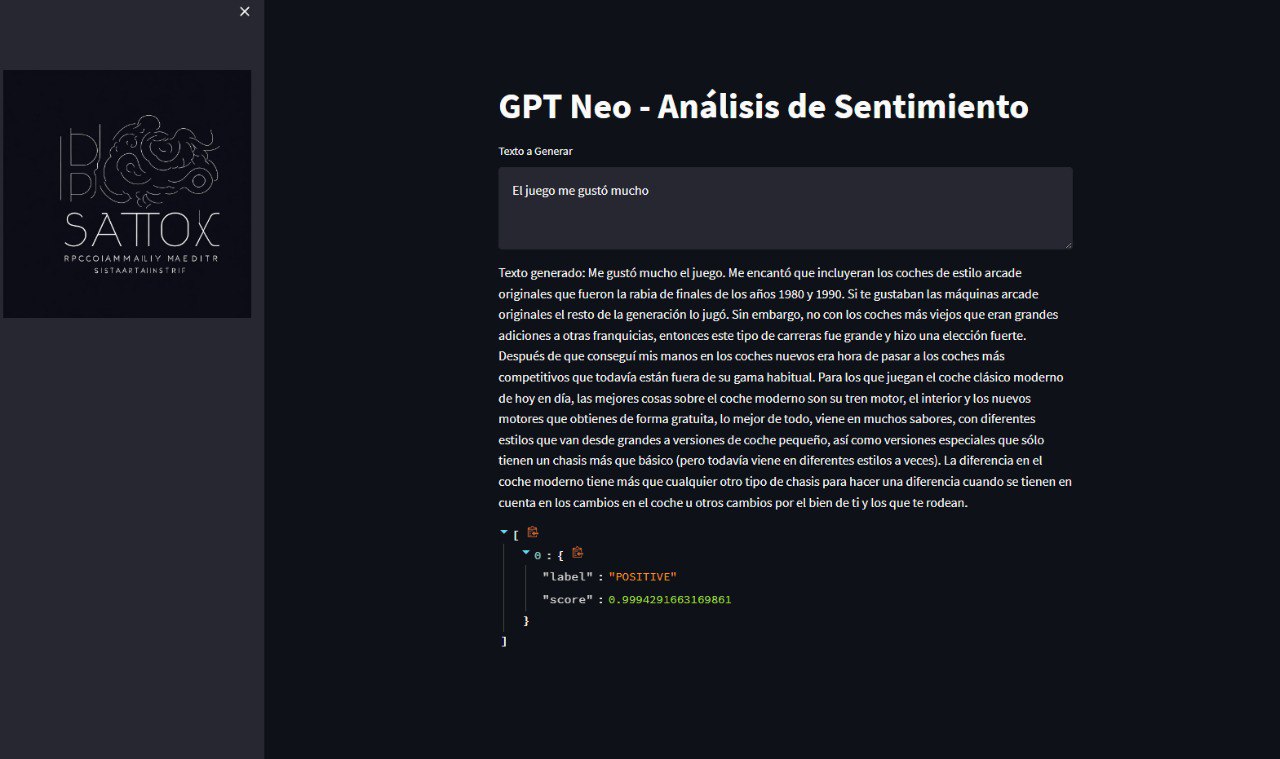 SATTOX
GPT Neo - Análisis de Sentimiento
Texto a Generar
El juego me gustó mucho
Texto generado: Me gustó mucho el juego. Me encantó que incluyeran los coches de estilo arcade
originales que fueron la rabia de finales de los años 1980 y 1990. Si te gustaban las máquinas arcade
originales el resto de la generación lo jugó. Sin embargo, no con los coches más viejos que eran grandes
adiciones a otras franquicias, entonces este tipo de carreras fue grande y hizo una elección fuerte.
Después de que conseguí mis manos en los coches nuevos era hora de pasar a los coches más
competitivos que todavía están fuera de su gama habitual. Para los que juegan el coche clásico moderno
de hoy en día, las mejores cosas sobre el coche moderno son su tren motor, el interior y los nuevos
motores que obtienes de forma gratuita, lo mejor de todo, viene en muchos sabores, con diferentes
estilos que van desde grandes a versiones de coche pequeño, así como versiones especiales que sólo
tienen un chasis más que básico (pero todavía viene en diferentes estilos a veces). La diferencia en el
coche moderno tiene más que cualquier otro tipo de chasis para hacer una diferencia cuando se tienen en
cuenta en los cambios en el coche u otros cambios por el bien de ti y los que te rodean.
[
0 : {
"label" : "POSITIVE"
"score" : 0.9994291663169861
}
]